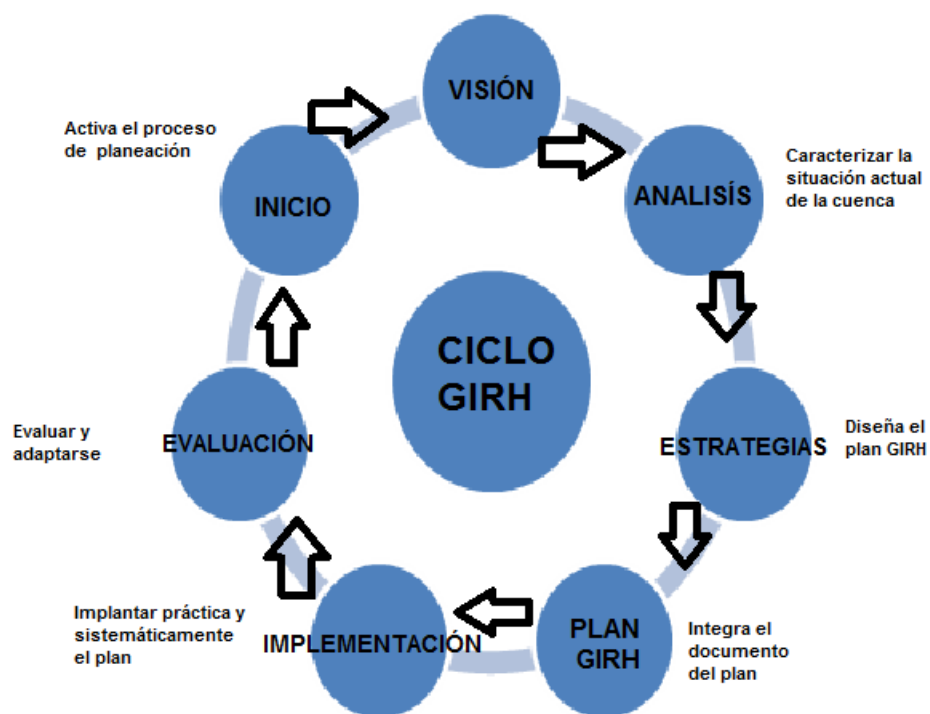 VISIÓN
Activa el proceso
de planeación
INICIO
ANALISÍS
Caracterizar la
situación actual
de la cuenca
CICLO
GIRH
Evaluar y
adaptarse
EVALUACIÓN
ESTRATEGIAS
Diseña el
plan GIRH
Implantar práctica y
sistemáticamente
el plan
IMPLEMENTACIÓN
PLAN
GIRH
Integra el
documento
del plan